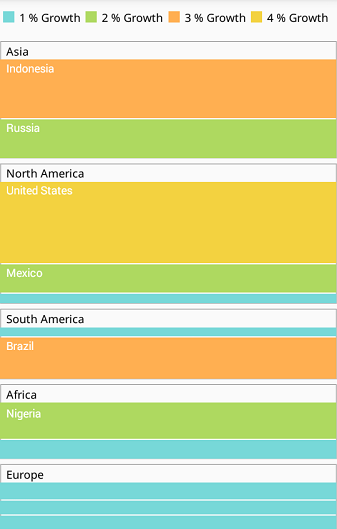 1 % Growth 2 % Growth 3 % Growth 4 % Growth
Asia
Indonesia
Russia
North America
United States
Mexico
South America
Brazil
Africa
Nigeria
Europe